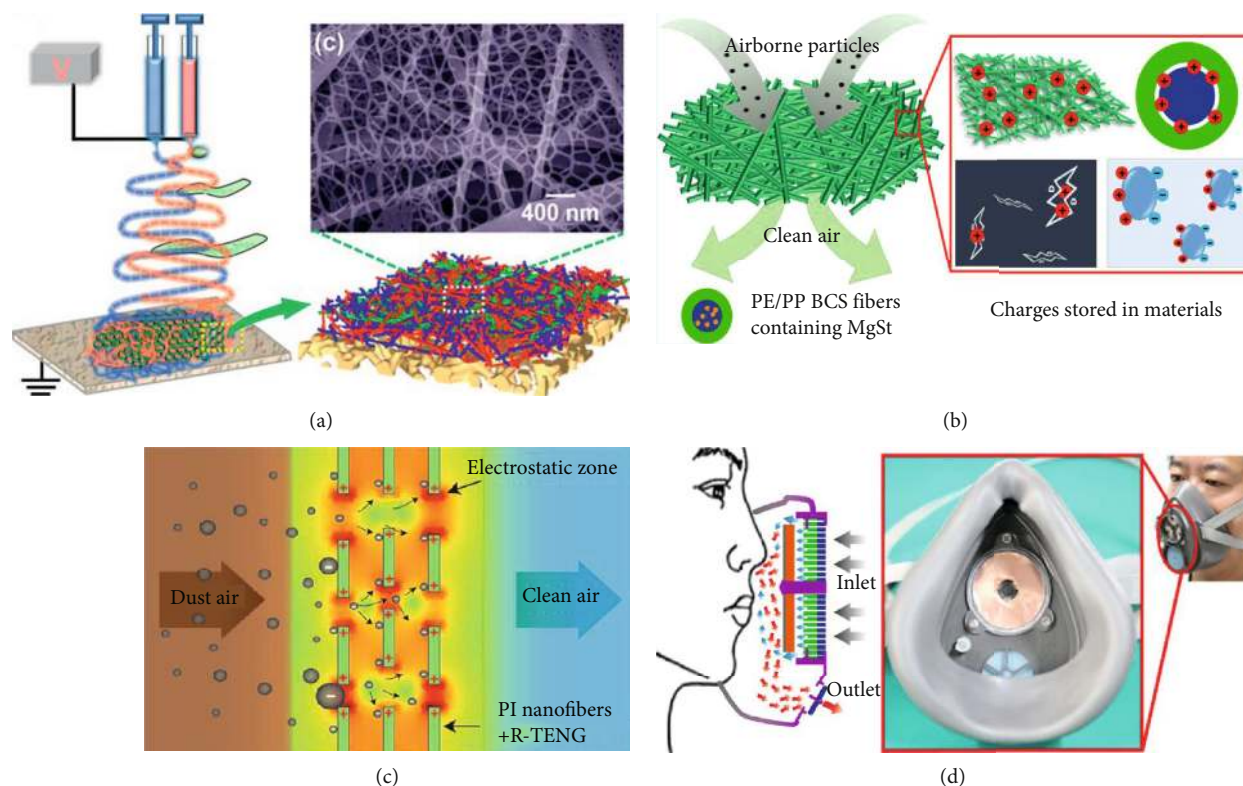 V
(c)
400 nm
(a)
Airborne particles
Clean air
PE/PP BCS fibers
containing MgSt
Charges stored in materials
(b)
Electrostatic zone
Dust air
Clean air
PI nanofibers
+R-TENG
(c)
Inlet
Outlet
(d)